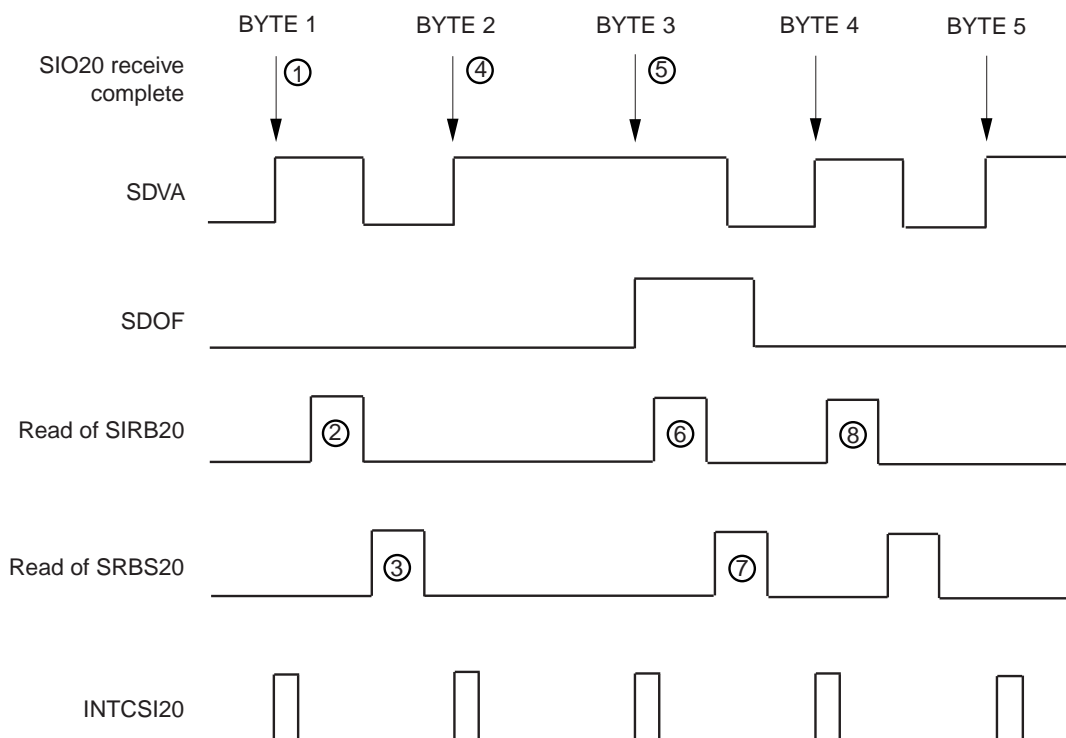 BYTE 1 BYTE 2 BYTE 3 BYTE 4 BYTE 5
SIO20 receive
complete
① ④ ⑤
SDVA
SDOF
Read of SIRB20
② ⑥ ⑧
Read of SRBS20
③ ⑦
INTCSI20